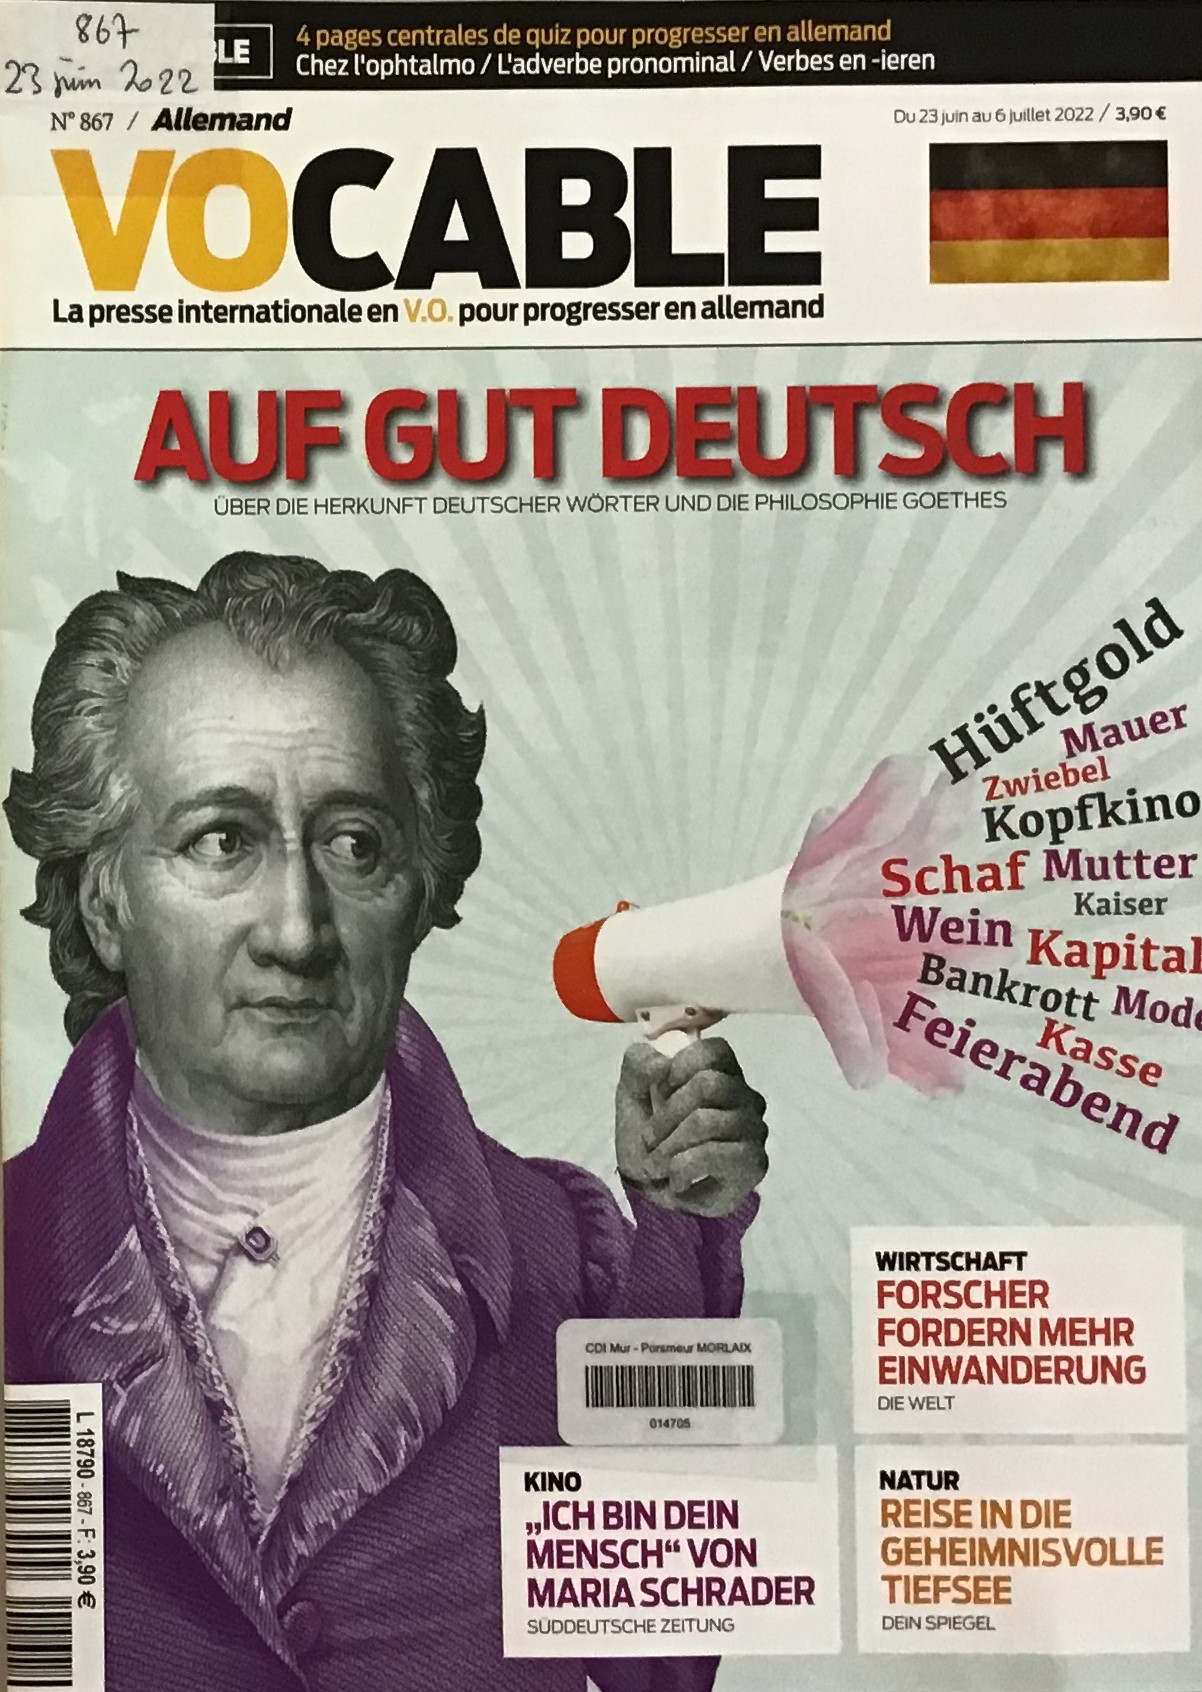 867
23 juin 2022
BLE
4 pages centrales de quiz pour progresser en allemand
Chez l'ophtalmo / L'adverbe pronominal / Verbes en -ieren
N° 867 / Allemand
Du 23 juin au 6 juillet 2022 / 3,90 €
VOCABLE
La presse internationale en V.O. pour progresser en allemand
AUF GUT DEUTSCH
ÜBER DIE HERKUNFT DEUTSCHER WÖRTER UND DIE PHILOSOPHIE GOETHES
Hüftgold
Mauer
Zwiebel
Kopfkino
Schaf Mutter
Kaiser
Wein Kapital
Bankrott Mode
Kasse
Feierabend
WIRTSCHAFT
FORSCHER
FORDERN MEHR
EINWANDERUNG
DIE WELT
CDI Mur - Porsmeur MORLAIX
014705
KINO
„ICH BIN DEIN
MENSCH“ VON
MARIA SCHRADER
SÜDDEUTSCHE ZEITUNG
NATUR
REISE IN DIE
GEHEIMNISVOLLE
TIEFSEE
DEIN SPIEGEL
L 18790 - 867 - F: 3,90 €